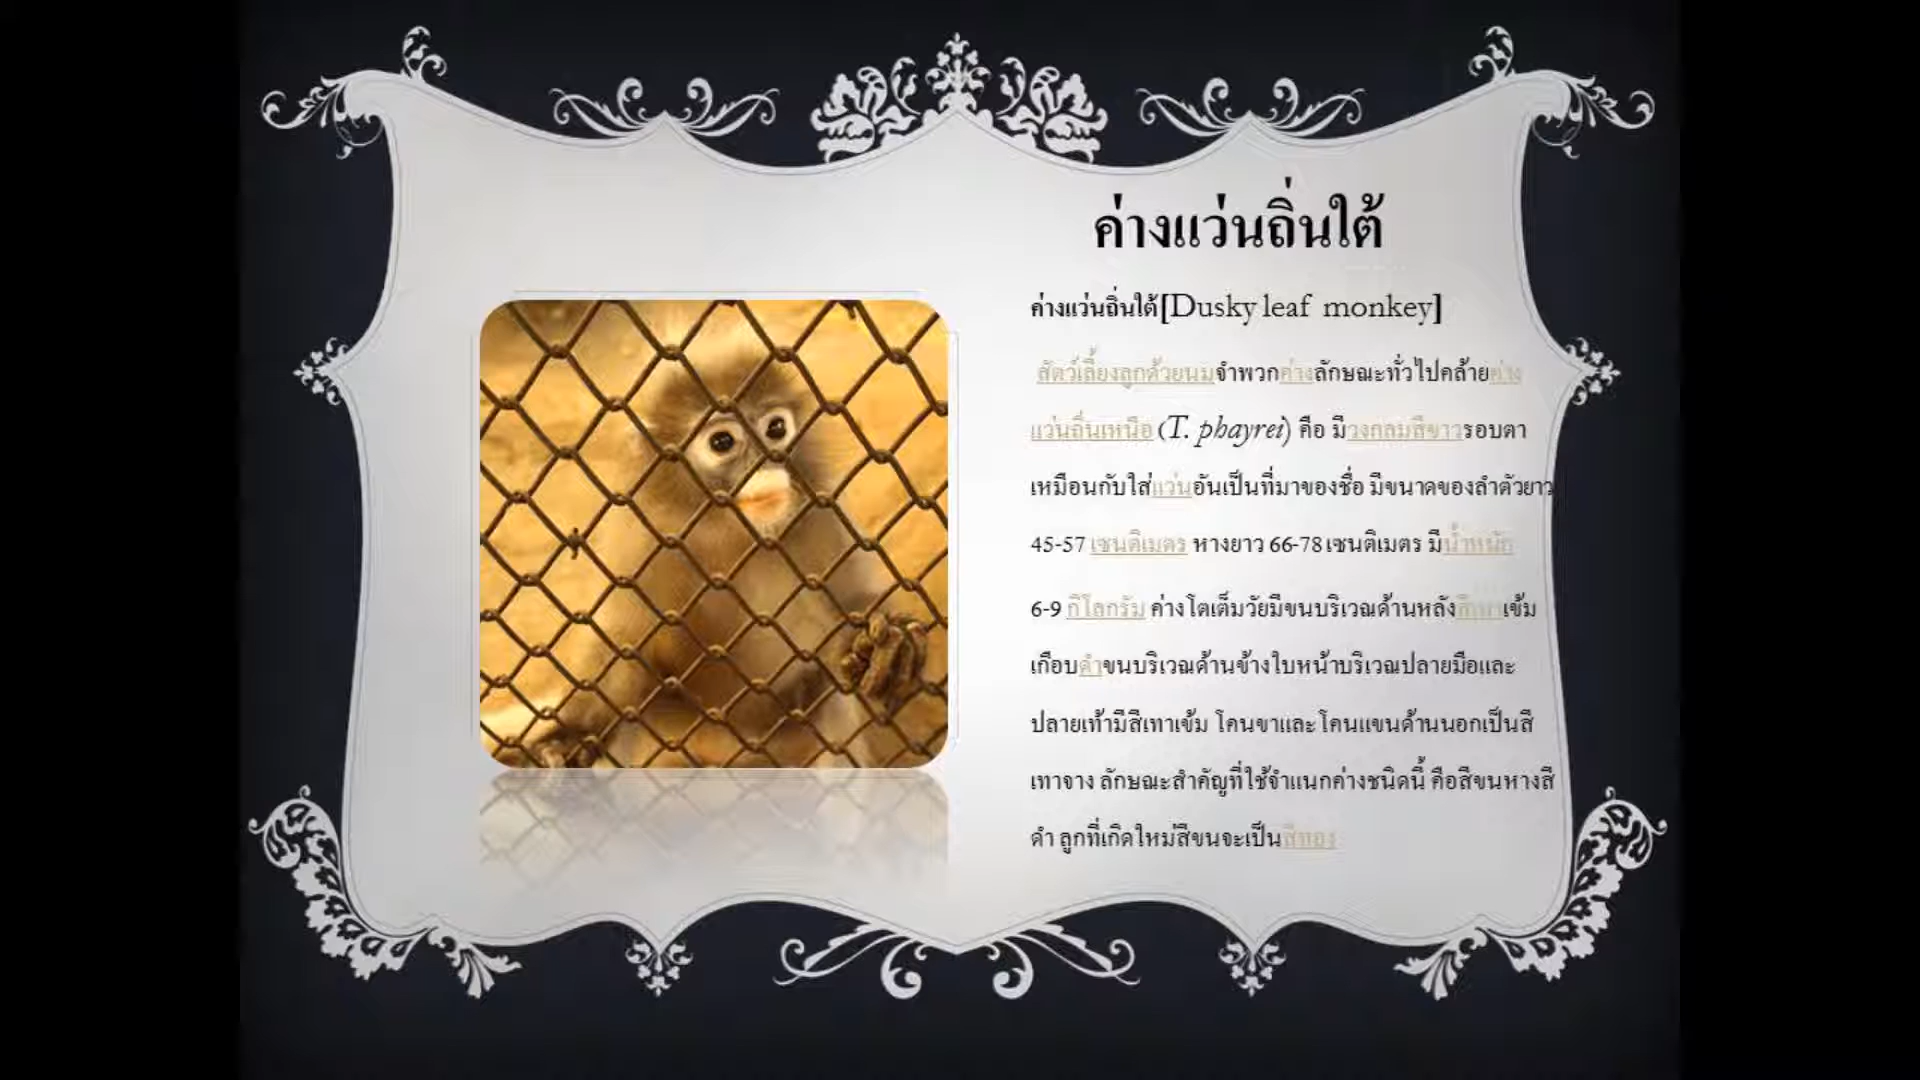 ค่างแว่นถิ่นใต้
ค่างแว่นถิ่นใต้[Dusky leaf monkey]
สัตว์เลี้ยงลูกด้วยนมจำพวกค่างลักษณะทั่วไปคล้ายค่าง
แว่นถิ่นเหนือ (T. phayrei) คือ มีวงกลมสีขาวรอบตา
เหมือนกับใส่แว่นอันเป็นที่มาของชื่อ มีขนาดของลำตัวยาว
45-57 เซนติเมตร หางยาว 66-78 เซนติเมตร มีน้ำหนัก
6-9 กิโลกรัม ค่างโตเต็มวัยมีขนบริเวณด้านหลังสีเทาเข้ม
เกือบดำขนบริเวณด้านข้างใบหน้าบริเวณปลายมือและ
ปลายเท้ามีสีเทาเข้ม โคนขาและโคนแขนด้านนอกเป็นสี
เทาจาง ลักษณะสำคัญที่ใช้จำแนกค่างชนิดนี้ คือสีขนหางสี
ดำ ลูกที่เกิดใหม่สีขนจะเป็นสีทอง